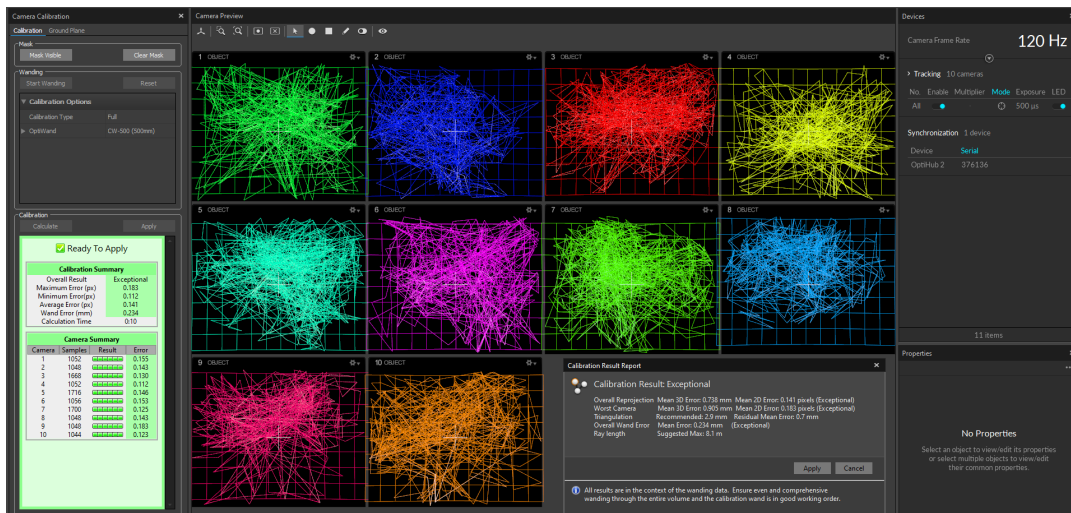 Camera Calibration ×
Calibration Ground Plane
Mask
Mask Visible Clear Mask
Wanding
Start Wanding Reset
Calibration Options
Calibration Type Full
OptiWand CW-500 (500mm)
Calibration
Calculate Apply
Ready To Apply
Calibration Summary
Overall Result Exceptional
Maximum Error (px) 0.183
Minimum Error(px) 0.112
Average Error (px) 0.141
Wand Error (mm) 0.234
Calculation Time 0:10
Camera Summary
Camera Samples Result Error
1 1052 0.155
2 1048 0.143
3 1668 0.130
4 1052 0.112
5 1716 0.146
6 1056 0.153
7 1700 0.125
8 1048 0.143
9 1048 0.183
10 1044 0.123
Camera Preview
1 OBJECT
2 OBJECT
3 OBJECT
4 OBJECT
5 OBJECT
6 OBJECT
7 OBJECT
8 OBJECT
9 OBJECT
10 OBJECT
Calibration Result Report ×
Calibration Result: Exceptional
Overall Reprojection Mean 3D Error: 0.738 mm Mean 2D Error: 0.141 pixels (Exceptional)
Worst Camera Mean 3D Error: 0.905 mm Mean 2D Error: 0.183 pixels (Exceptional)
Triangulation Recommended: 2.9 mm Residual Mean Error: 0.7 mm
Overall Wand Error Mean Error: 0.234 mm (Exceptional)
Ray length Suggested Max: 8.1 m
Apply Cancel
All results are in the context of the wanding data. Ensure even and comprehensive
wanding through the entire volume and the calibration wand is in good working order.
Devices
Camera Frame Rate 120 Hz
Tracking 10 cameras
No. Enable Multiplier Mode Exposure LED
All 500 µs
Synchronization 1 device
Device Serial
OptiHub 2 376136
11 items
Properties
No Properties
Select an object to view/edit its properties
or select multiple objects to view/edit
their common properties.